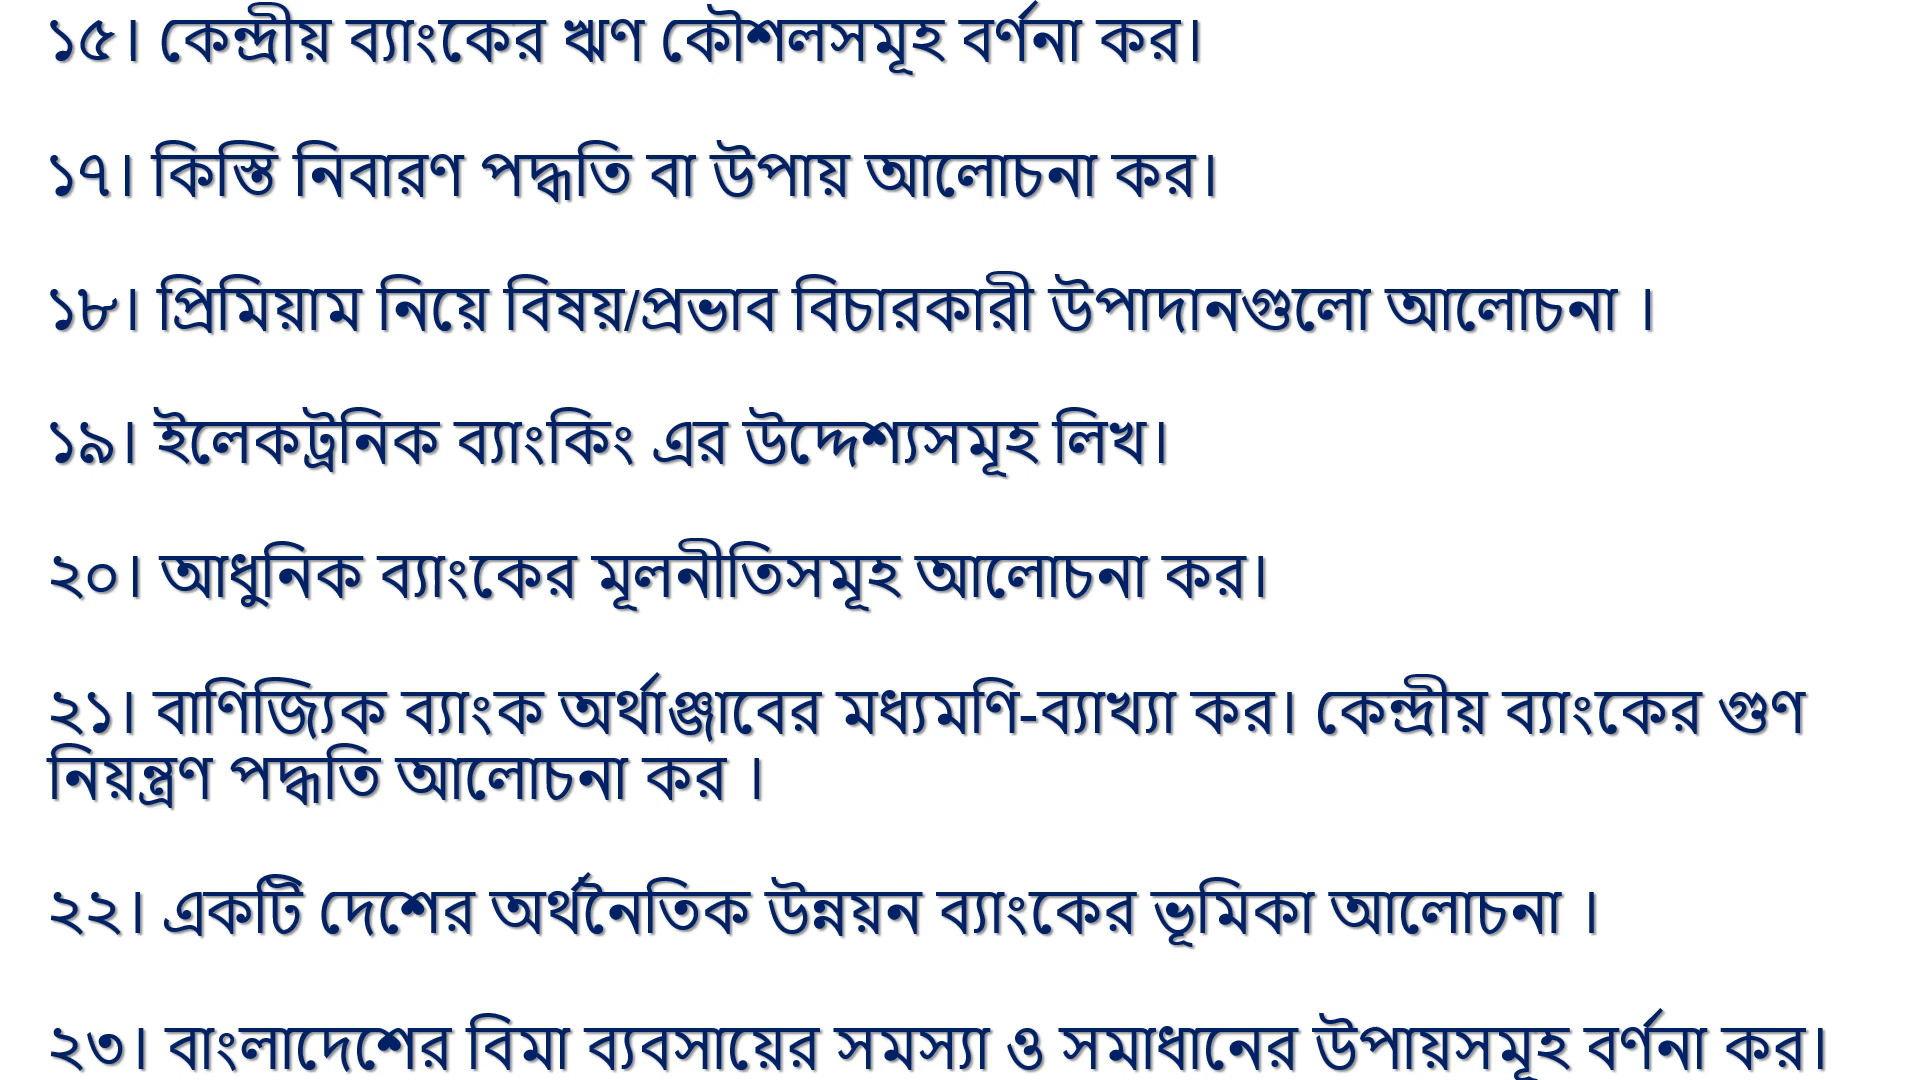 ১৫। কেন্দ্রীয় ব্যাংকের ঋণ কৌশলসমূহ বর্ণনা কর।
১৭। কিস্তি নিবারণ পদ্ধতি বা উপায় আলোচনা কর।
১৮। প্রিমিয়াম নিয়ে বিষয়/প্রভাব বিচারকারী উপাদানগুলো আলোচনা ।
১৯। ইলেকট্রনিক ব্যাংকিং এর উদ্দেশ্যসমূহ লিখ।
২০। আধুনিক ব্যাংকের মূলনীতিসমূহ আলোচনা কর।
২১। বাণিজ্যিক ব্যাংক অর্থাঞ্জাবের মধ্যমণি-ব্যাখ্যা কর। কেন্দ্রীয় ব্যাংকের গুণ
নিয়ন্ত্রণ পদ্ধতি আলোচনা কর ।
২২। একটি দেশের অর্থনৈতিক উন্নয়ন ব্যাংকের ভূমিকা আলোচনা ।
২৩। বাংলাদেশের বিমা ব্যবসায়ের সমস্যা ও সমাধানের উপায়সমূহ বর্ণনা কর।